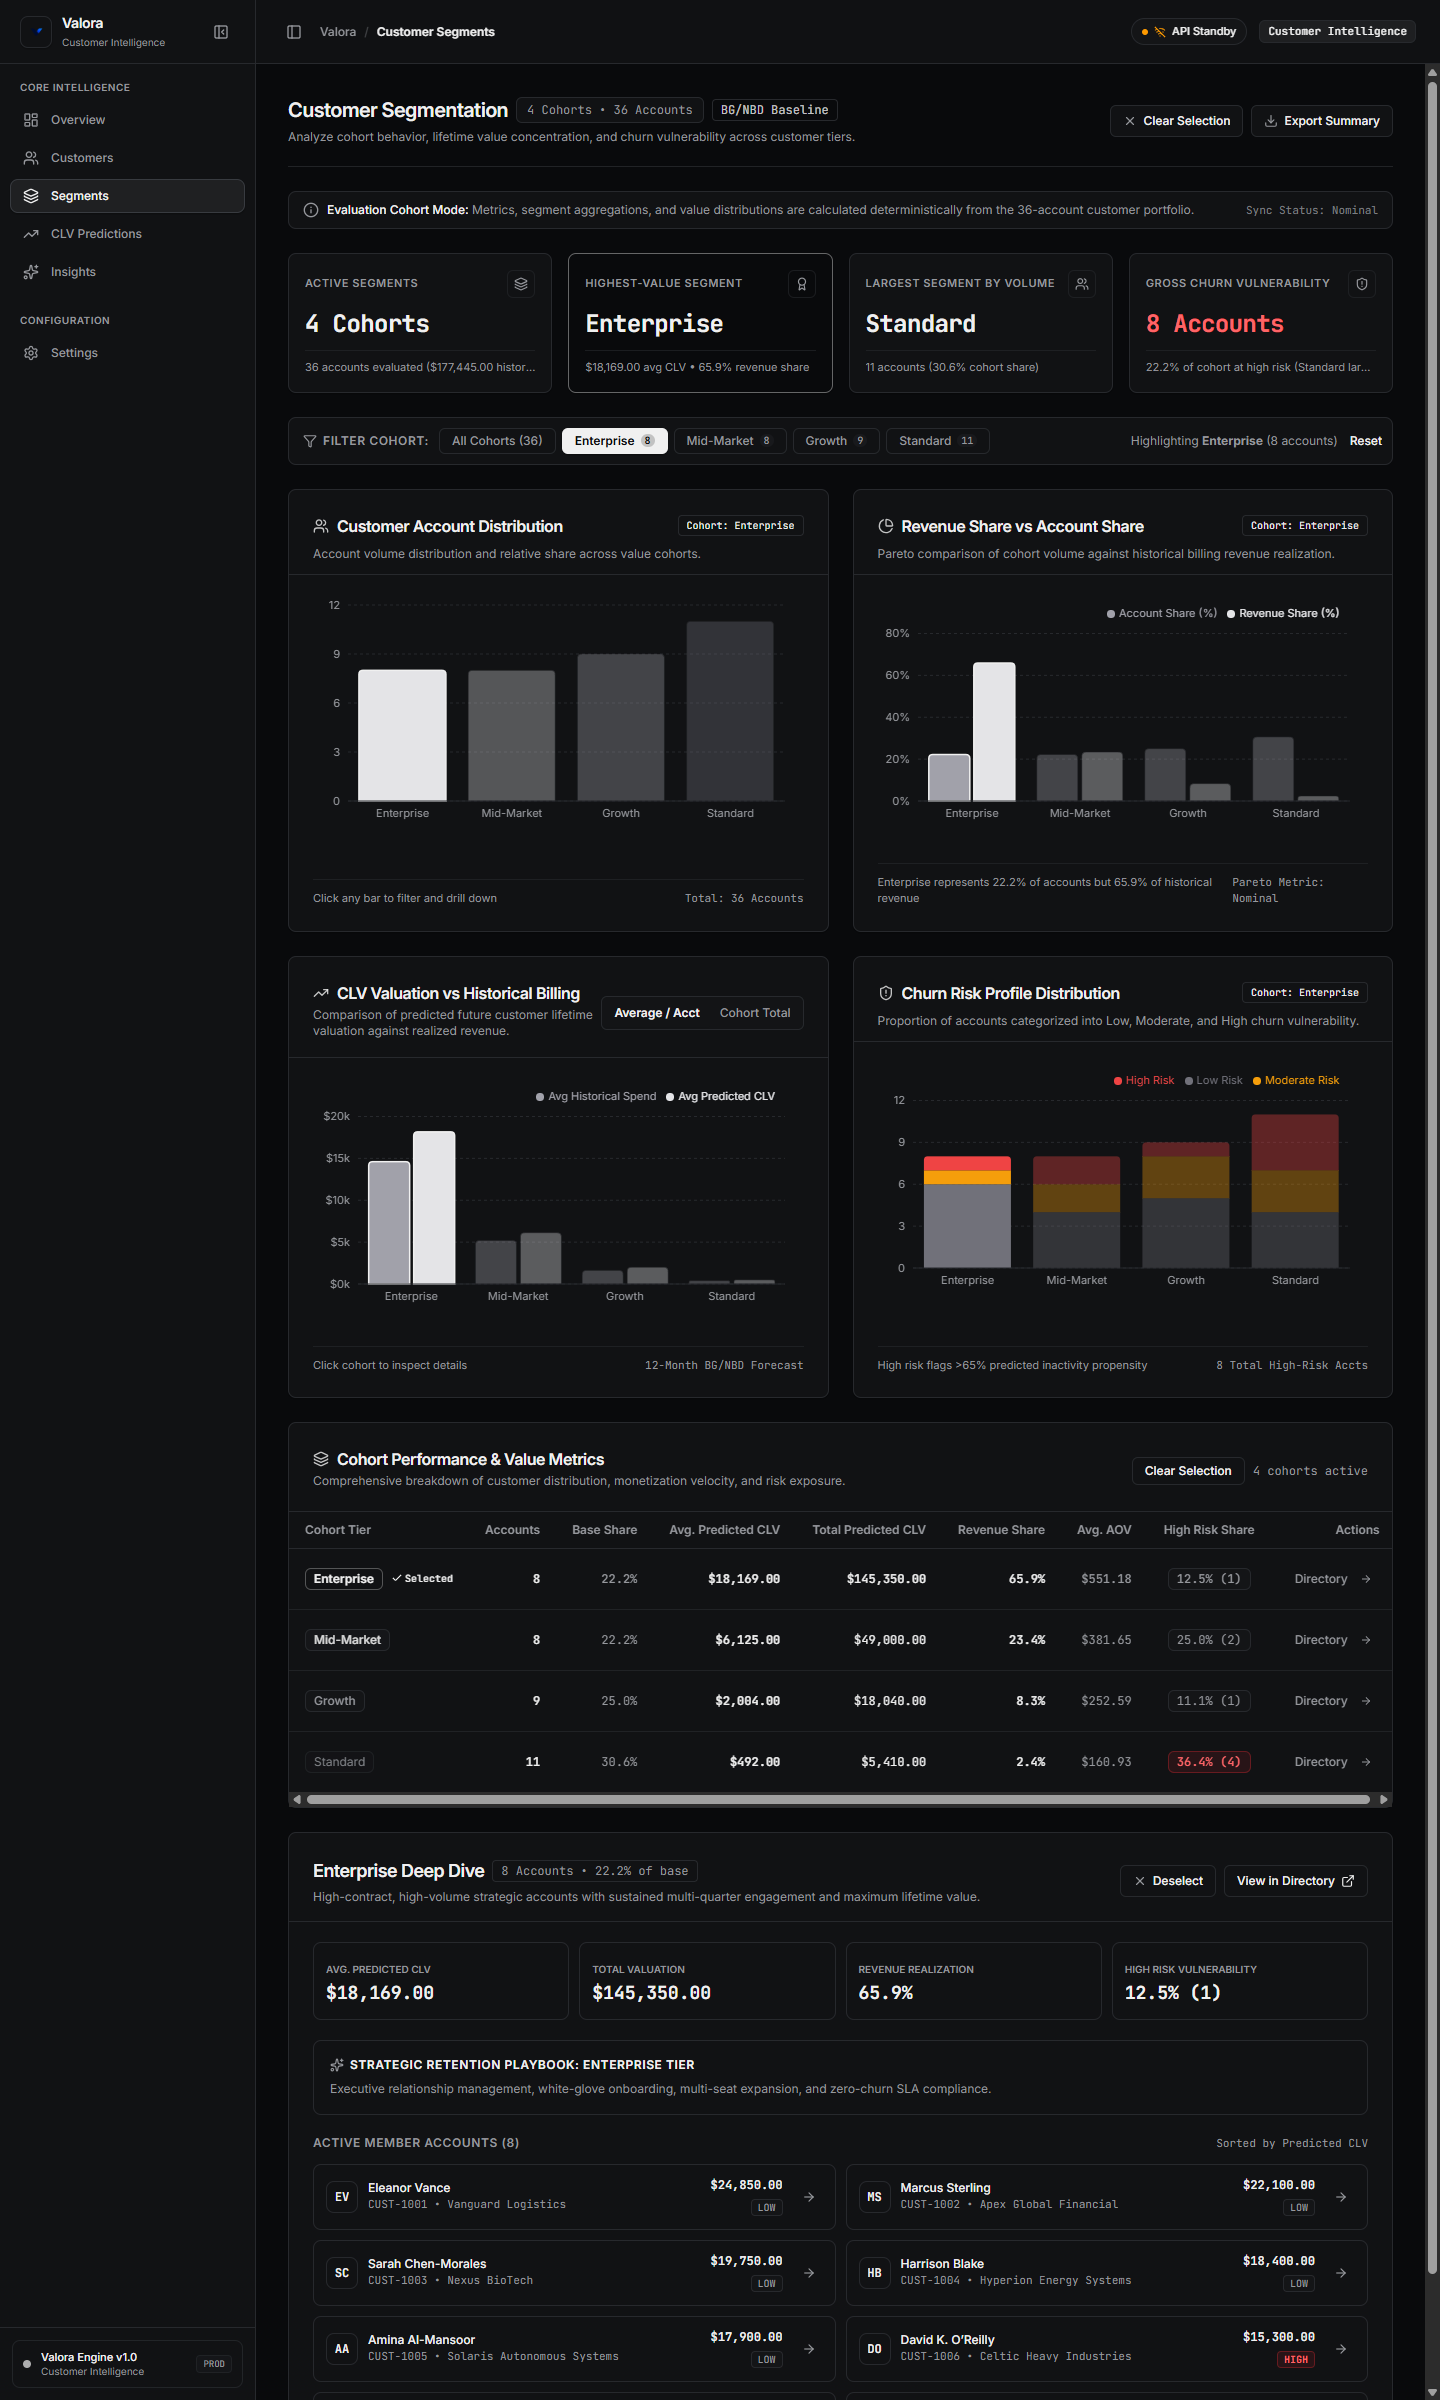 Valora
Customer Intelligence
CORE INTELLIGENCE
Overview
Customers
Segments
CLV Predictions
Insights
CONFIGURATION
Settings
Valora Engine v1.0
Customer Intelligence
PROD
Valora / Customer Segments
API Standby
Customer Intelligence
Customer Segmentation
4 Cohorts • 36 Accounts
BG/NBD Baseline
Analyze cohort behavior, lifetime value concentration, and churn vulnerability across customer tiers.
Clear Selection
Export Summary
Evaluation Cohort Mode: Metrics, segment aggregations, and value distributions are calculated deterministically from the 36-account customer portfolio.
Sync Status: Nominal
ACTIVE SEGMENTS
4 Cohorts
36 accounts evaluated ($177,445.00 histor...
HIGHEST-VALUE SEGMENT
Enterprise
$18,169.00 avg CLV • 65.9% revenue share
LARGEST SEGMENT BY VOLUME
Standard
11 accounts (30.6% cohort share)
GROSS CHURN VULNERABILITY
8 Accounts
22.2% of cohort at high risk (Standard lar...
FILTER COHORT:
All Cohorts (36)
Enterprise 8
Mid-Market 8
Growth 9
Standard 11
Highlighting Enterprise (8 accounts)
Reset
Customer Account Distribution
Cohort: Enterprise
Account volume distribution and relative share across value cohorts.
12
9
6
3
0
Enterprise
Mid-Market
Growth
Standard
Click any bar to filter and drill down
Total: 36 Accounts
Revenue Share vs Account Share
Cohort: Enterprise
Pareto comparison of cohort volume against historical billing revenue realization.
Account Share (%)
Revenue Share (%)
80%
60%
40%
20%
0%
Enterprise
Mid-Market
Growth
Standard
Enterprise represents 22.2% of accounts but 65.9% of historical
revenue
Pareto Metric:
Nominal
CLV Valuation vs Historical Billing
Comparison of predicted future customer lifetime
valuation against realized revenue.
Average / Acct
Cohort Total
Avg Historical Spend
Avg Predicted CLV
$20k
$15k
$10k
$5k
$0k
Enterprise
Mid-Market
Growth
Standard
Click cohort to inspect details
12-Month BG/NBD Forecast
Churn Risk Profile Distribution
Cohort: Enterprise
Proportion of accounts categorized into Low, Moderate, and High churn vulnerability.
High Risk
Low Risk
Moderate Risk
12
9
6
3
0
Enterprise
Mid-Market
Growth
Standard
High risk flags >65% predicted inactivity propensity
8 Total High-Risk Accts
Cohort Performance & Value Metrics
Comprehensive breakdown of customer distribution, monetization velocity, and risk exposure.
Clear Selection
4 cohorts active
Cohort Tier Accounts Base Share Avg. Predicted CLV Total Predicted CLV Revenue Share Avg. AOV High Risk Share Actions
Enterprise Selected 8 22.2% $18,169.00 $145,350.00 65.9% $551.18 12.5% (1) Directory
Mid-Market 8 22.2% $6,125.00 $49,000.00 23.4% $381.65 25.0% (2) Directory
Growth 9 25.0% $2,004.00 $18,040.00 8.3% $252.59 11.1% (1) Directory
Standard 11 30.6% $492.00 $5,410.00 2.4% $160.93 36.4% (4) Directory
Enterprise Deep Dive
8 Accounts • 22.2% of base
High-contract, high-volume strategic accounts with sustained multi-quarter engagement and maximum lifetime value.
Deselect
View in Directory
AVG. PREDICTED CLV
$18,169.00
TOTAL VALUATION
$145,350.00
REVENUE REALIZATION
65.9%
HIGH RISK VULNERABILITY
12.5% (1)
STRATEGIC RETENTION PLAYBOOK: ENTERPRISE TIER
Executive relationship management, white-glove onboarding, multi-seat expansion, and zero-churn SLA compliance.
ACTIVE MEMBER ACCOUNTS (8)
Sorted by Predicted CLV
EV
Eleanor Vance
CUST-1001 • Vanguard Logistics
$24,850.00
LOW
MS
Marcus Sterling
CUST-1002 • Apex Global Financial
$22,100.00
LOW
SC
Sarah Chen-Morales
CUST-1003 • Nexus BioTech
$19,750.00
LOW
HB
Harrison Blake
CUST-1004 • Hyperion Energy Systems
$18,400.00
LOW
AA
Amina Al-Mansoor
CUST-1005 • Solaris Autonomous Systems
$17,900.00
LOW
DO
David K. O'Reilly
CUST-1006 • Celtic Heavy Industries
$15,300.00
HIGH